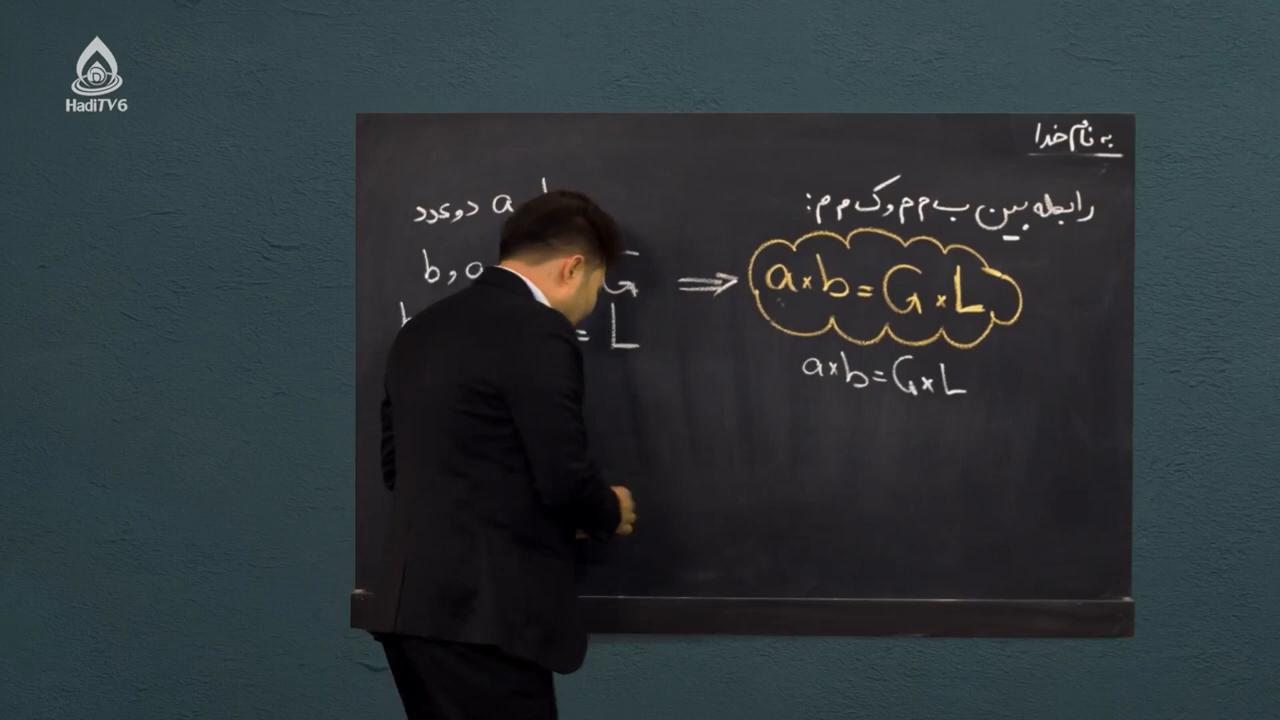 HadiTV6
به نام خدا
رابطه بین ب م م و ک م م:
a×b=G×L
a×b=G×L
دو عدد a
b و a
G ⇒
= L